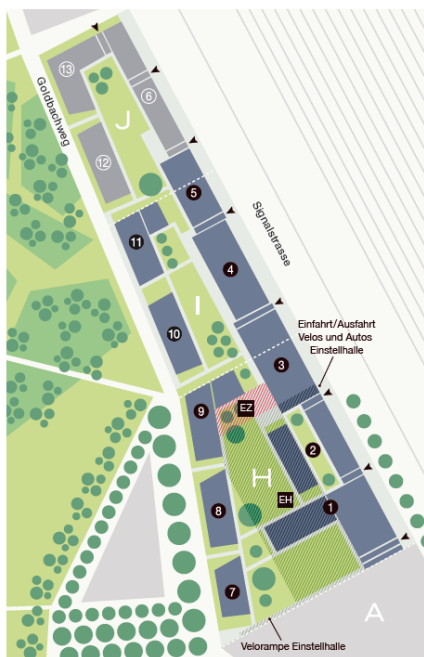 13
6
J
12
Goldbachweg
5
Signalstrasse
11
4
I
10
3
Einfahrt/Ausfahrt
Velos und Autos
Einstellhalle
9
EZ
2
H
EH
8
1
7
A
Velorampe Einstellhalle